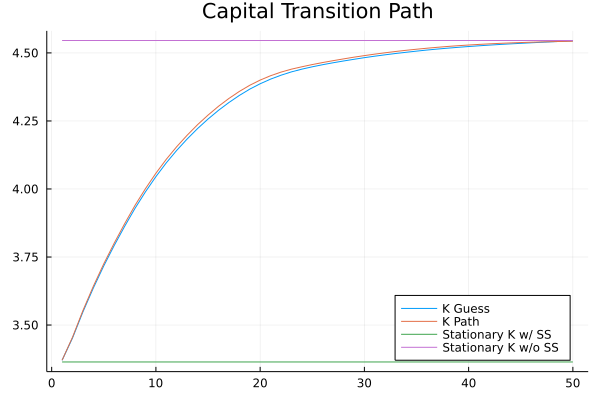 Capital Transition Path
4.50
4.25
4.00
3.75
3.50
K Guess
K Path
Stationary K w/ SS
Stationary K w/o SS
0
10
20
30
40
50